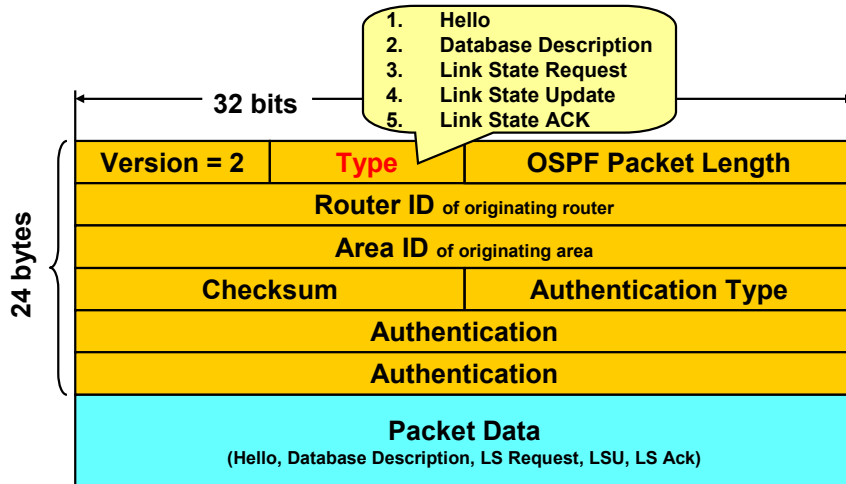 1. Hello
2. Database Description
3. Link State Request
4. Link State Update
5. Link State ACK
32 bits
Version = 2 Type OSPF Packet Length
Router ID of originating router
Area ID of originating area
Checksum Authentication Type
Authentication
Authentication
24 bytes
Packet Data
(Hello, Database Description, LS Request, LSU, LS Ack)